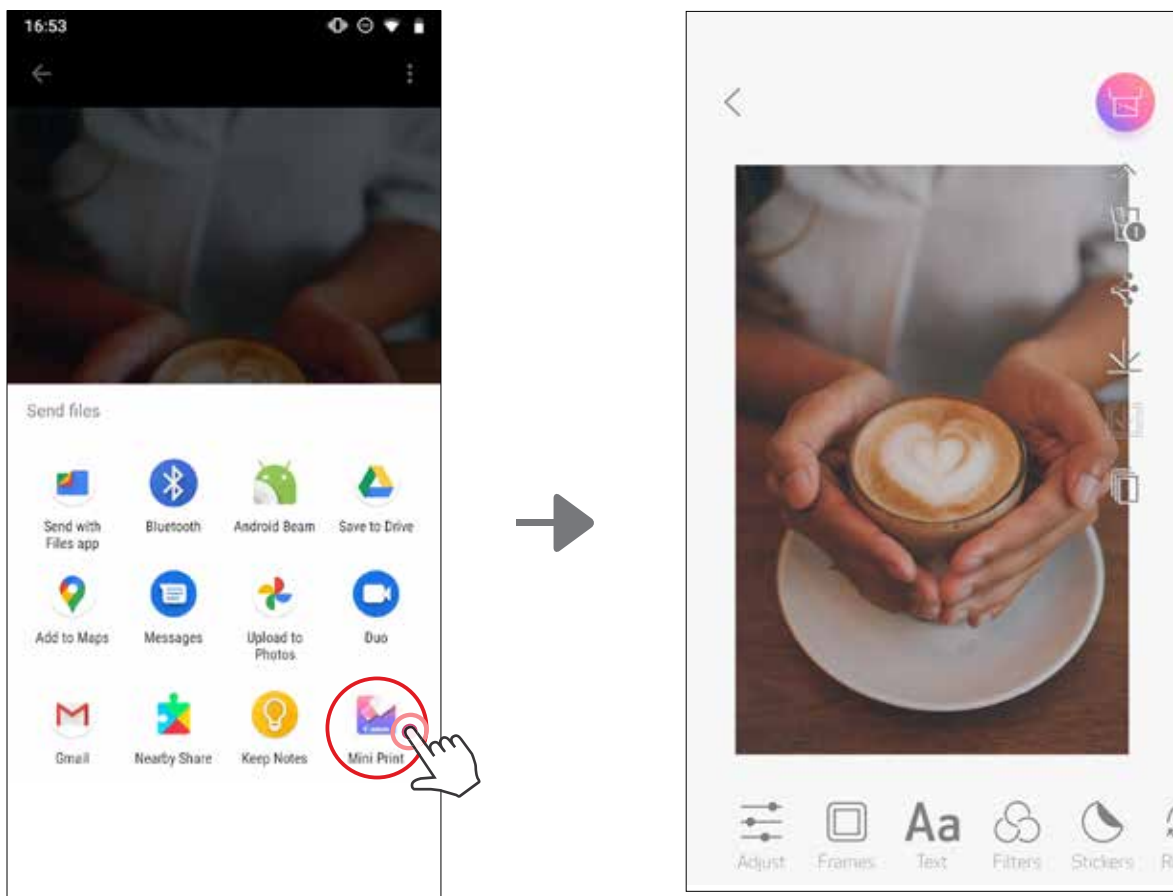 16:53
Send files
Send with
Files app
Bluetooth
Android Beam
Save to Drive
Add to Maps
Messages
Upload to
Photos
Duo
Gmail
Nearby Share
Keep Notes
Mini Print
1
Aa
Adjust
Frames
Text
Filters
Stickers